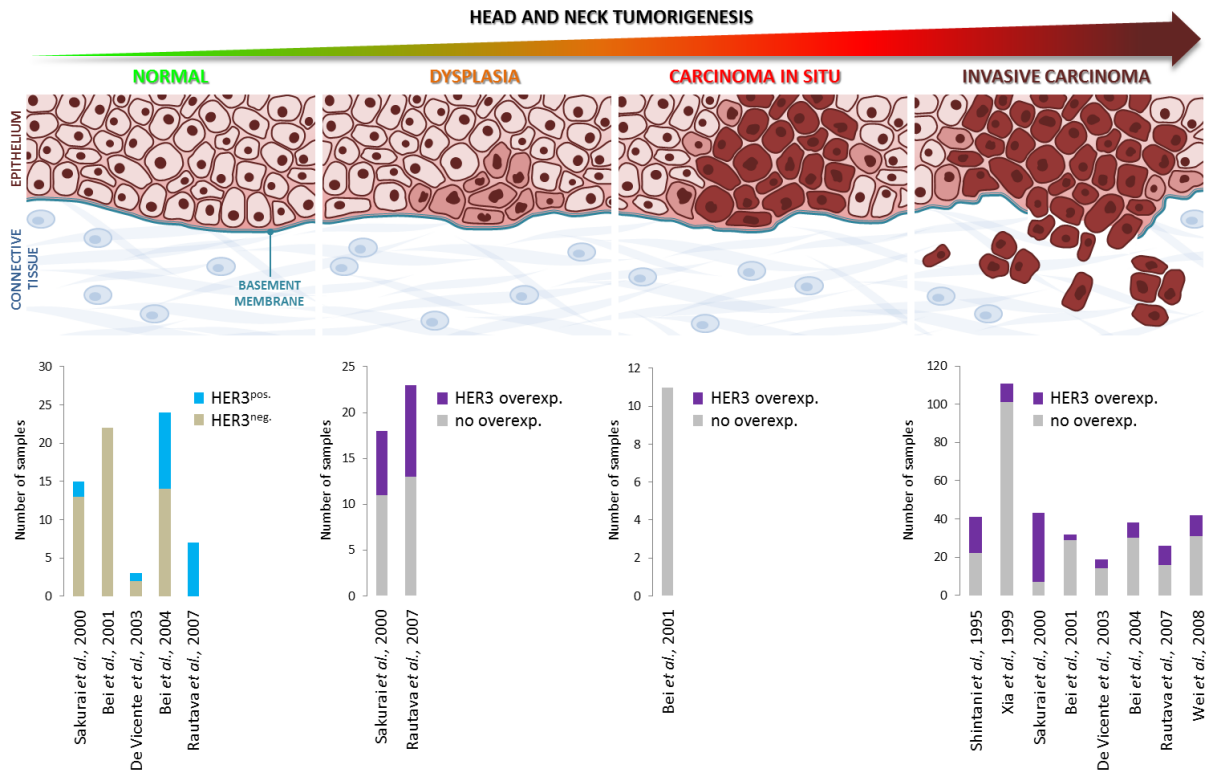 HEAD AND NECK TUMORIGENESIS
NORMAL
DYSPLASIA
CARCINOMA IN SITU
INVASIVE CARCINOMA
EPITHELIUM
CONNECTIVE
TISSUE
BASEMENT
MEMBRANE
Number of samples
30
25
20
15
10
5
0
HER3pos.
HER3neg.
Sakurai et al., 2000
Bei et al., 2001
De Vicente et al., 2003
Bei et al., 2004
Rautava et al., 2007
Number of samples
25
20
15
10
5
0
HER3 overexp.
no overexp.
Sakurai et al., 2000
Rautava et al., 2007
Number of samples
12
10
8
6
4
2
0
HER3 overexp.
no overexp.
Bei et al., 2001
Number of samples
120
100
80
60
40
20
0
HER3 overexp.
no overexp.
Shintani et al., 1995
Xia et al., 1999
Sakurai et al., 2000
Bei et al., 2001
De Vicente et al., 2003
Bei et al., 2004
Rautava et al., 2007
Wei et al., 2008